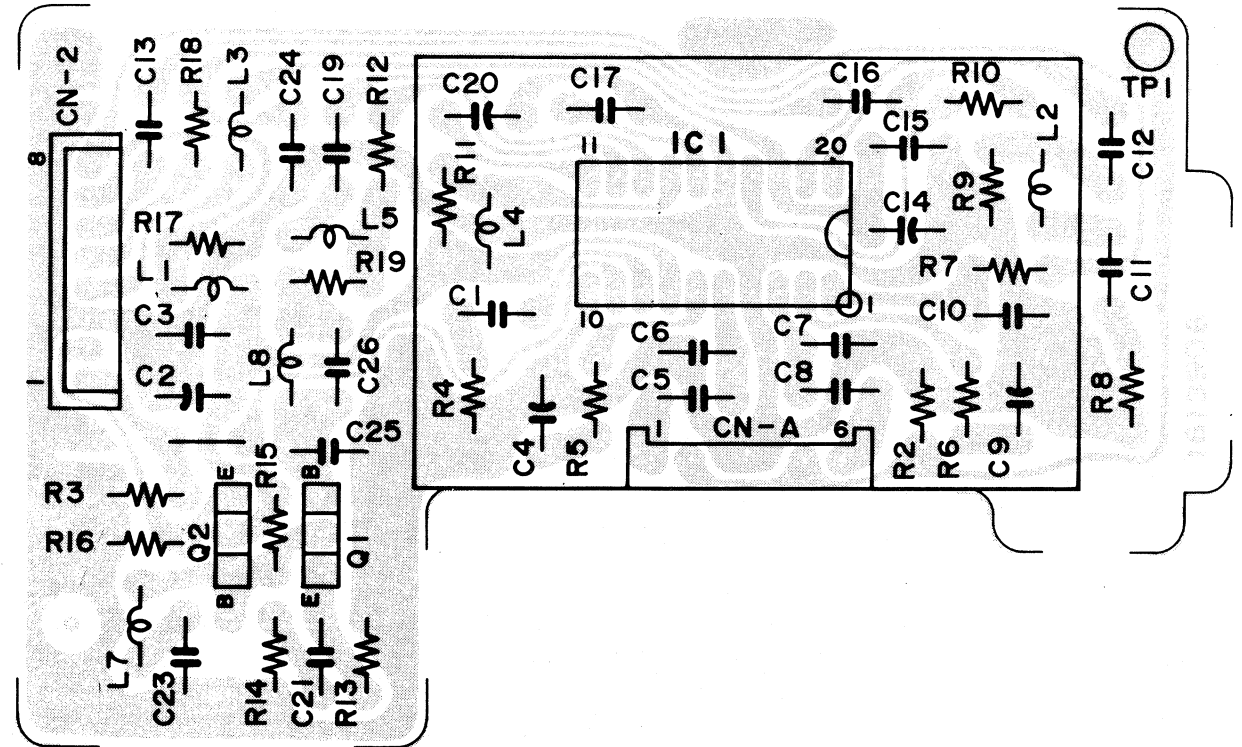 CN-2
C13
R18
L3
C24
C19
R12
C20
C17
C16
R10
TP1
8
R11
11
IC1
20
C15
L2
C12
R17
L5
L4
C14
R9
L1
R19
R7
C11
C3
C1
10
1
C10
C6
C7
1
C2
L8
C26
R4
C5
C8
R8
C25
C4
R5
1
CN-A
6
R2
R6
C9
R3
E
R15
B
R16
Q2
Q1
B
E
L7
C23
R14
C21
R13